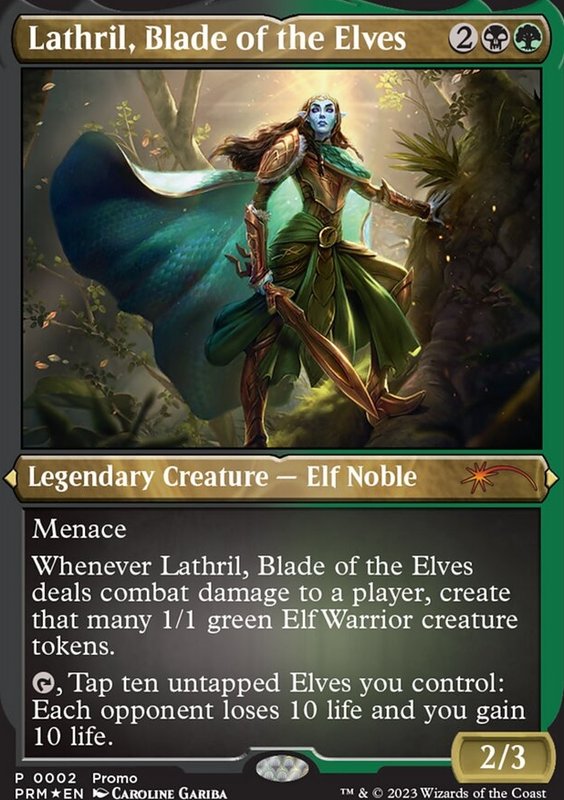 Lathril, Blade of the Elves 2
Legendary Creature — Elf Noble
Menace
Whenever Lathril, Blade of the Elves
deals combat damage to a player, create
that many 1/1 green Elf Warrior creature
tokens.
, Tap ten untapped Elves you control:
Each opponent loses 10 life and you gain
10 life.
2/3
P 0002 Promo
PRM★EN CAROLINE GARIBA
™ & © 2023 Wizards of the Coast